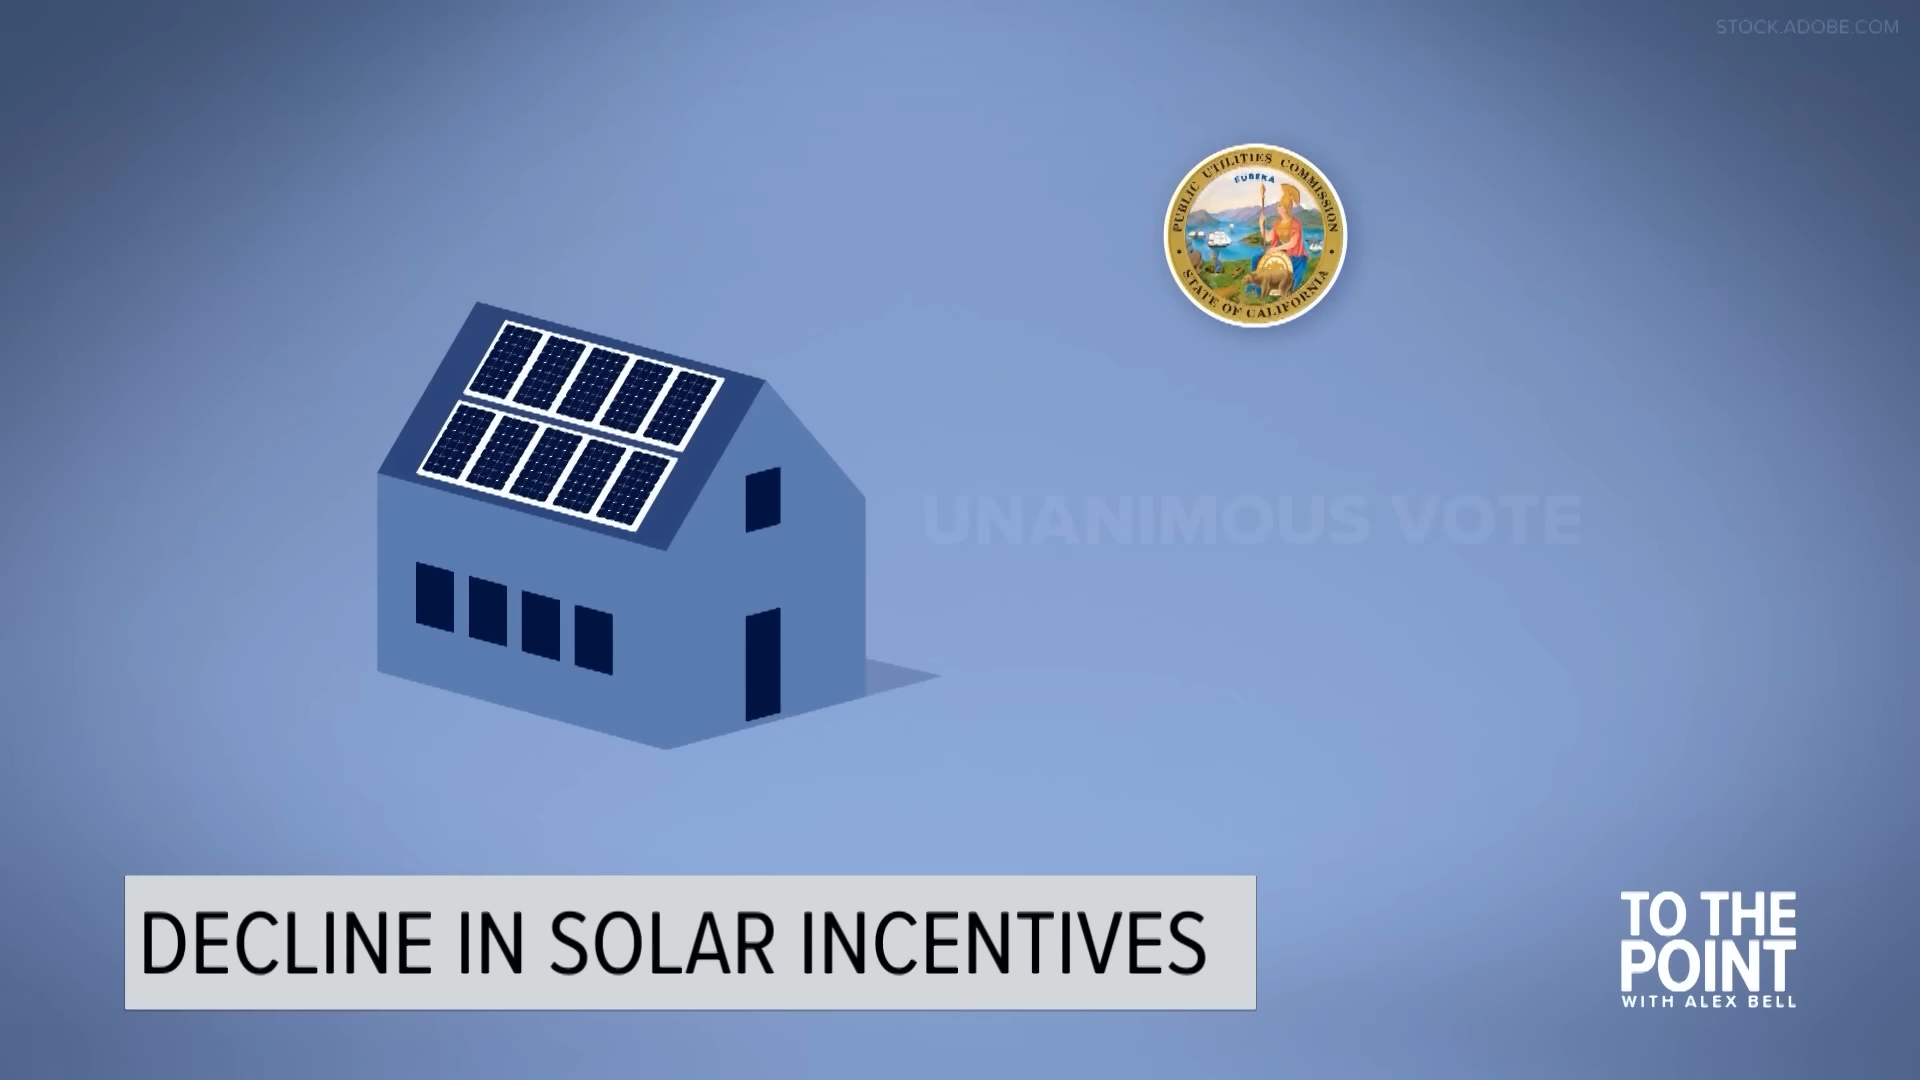 STOCK.ADOBE.COM
PUBLIC UTILITIES COMMISSION
EUREKA
STATE OF CALIFORNIA
UNANIMOUS VOTE
DECLINE IN SOLAR INCENTIVES
TO THE
POINT
WITH ALEX BELL